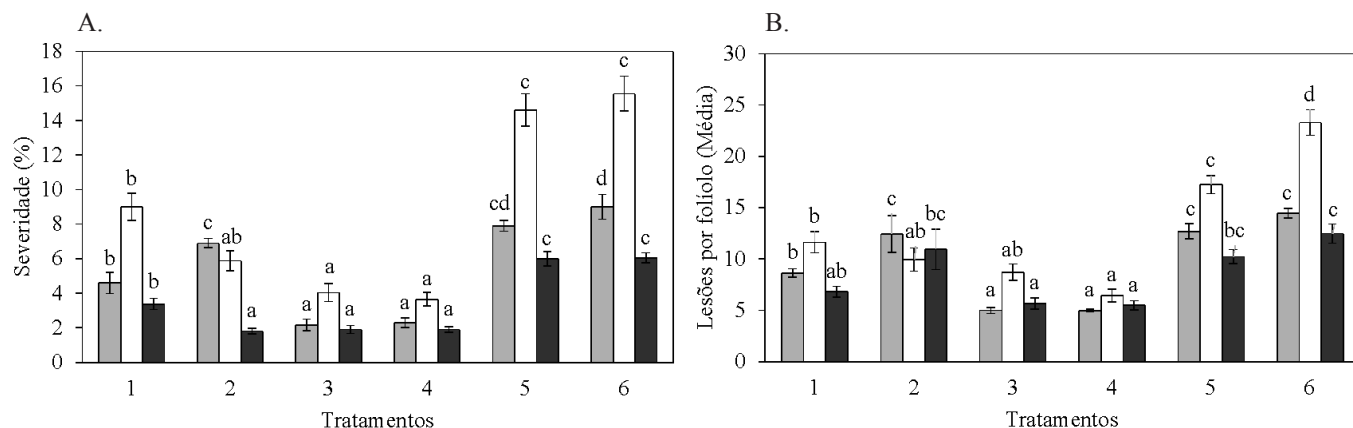 A.
Severidade (%)
18
16
14
12
10
8
6
4
2
0
b
b
b
c
ab
a
a
a
a
a
a
a
cd
c
c
d
c
c
1 2 3 4 5 6
Tratamentos
B.
Lesões por folíolo (Média)
30
25
20
15
10
5
0
b
b
ab
c
ab
bc
a
ab
a
a
a
a
c
c
bc
c
d
c
1 2 3 4 5 6
Tratamentos